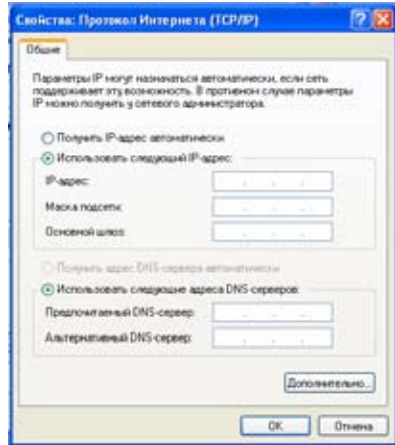 Свойства: Протокол Интернета (TCP/IP)
Общие
Параметры IP могут назначаться автоматически, если сеть
поддерживает эту возможность. В противном случае параметры
IP можно получить у сетевого администратора.
Получить IP-адрес автоматически
Использовать следующий IP-адрес:
IP-адрес:
Маска подсети:
Основной шлюз:
Получить адрес DNS-сервера автоматически
Использовать следующие адреса DNS-серверов:
Предпочитаемый DNS-сервер:
Альтернативный DNS-сервер:
Дополнительно...
OK
Отмена